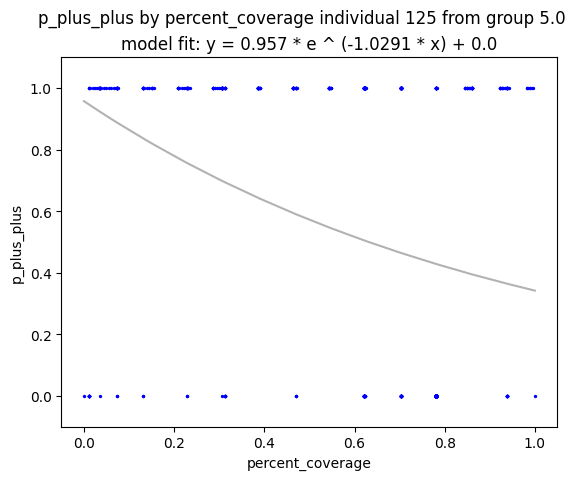 p_plus_plus by percent_coverage individual 125 from group 5.0
model fit: y = 0.957 * e ^ (-1.0291 * x) + 0.0
1.0
0.8
0.6
0.4
0.2
0.0
p_plus_plus
0.0 0.2 0.4 0.6 0.8 1.0
percent_coverage